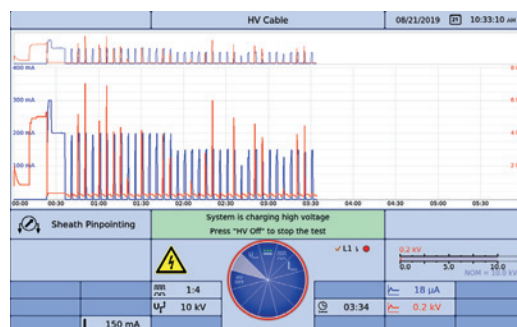 HV Cable
08/21/2019 21 10:33:10 AM
400 mA
300 mA
200 mA
100 mA
00:00 00:30 01:00 01:30 02:00 02:30 03:00 03:30 04:00 04:30 05:00 05:30
Sheath Pinpointing
System is charging high voltage
Press "HV Off" to stop the test
L1
0.2 kV
0.0 5.0 10.0
NOM = 10.0 kV
1:4
18 µA
10 kV
03:34
0.2 kV
150 mA